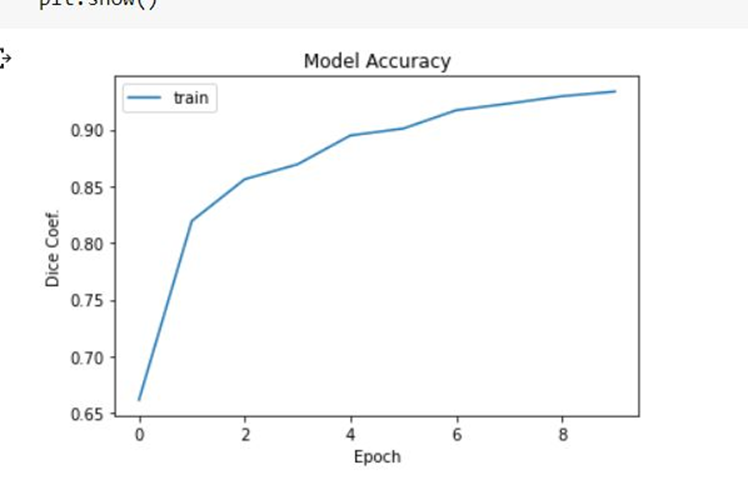 plt.show()
Model Accuracy
train
0.90
0.85
0.80
0.75
0.70
0.65
Dice Coef.
0 2 4 6 8
Epoch